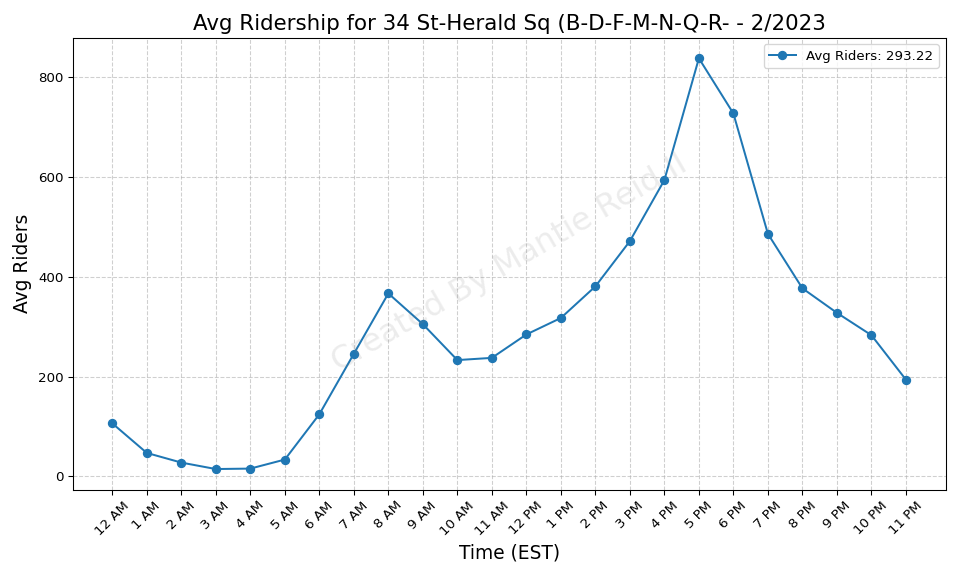 Avg Ridership for 34 St-Herald Sq (B-D-F-M-N-Q-R- - 2/2023
Avg Riders: 293.22
Avg Riders
800
600
400
200
0
Created By Mantie Reid II
12 AM
1 AM
2 AM
3 AM
4 AM
5 AM
6 AM
7 AM
8 AM
9 AM
10 AM
11 AM
12 PM
1 PM
2 PM
3 PM
4 PM
5 PM
6 PM
7 PM
8 PM
9 PM
10 PM
11 PM
Time (EST)